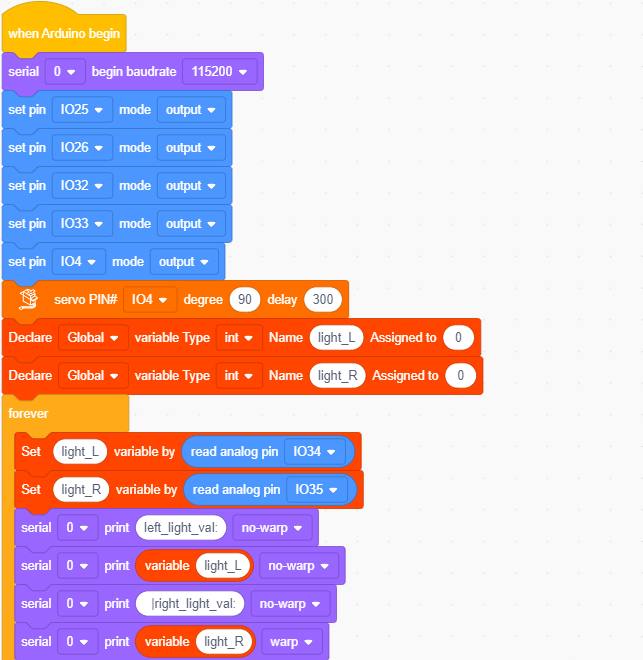 when Arduino begin
serial 0 begin baudrate 115200
set pin IO25 mode output
set pin IO26 mode output
set pin IO32 mode output
set pin IO33 mode output
set pin IO4 mode output
servo PIN# IO4 degree 90 delay 300
Declare Global variable Type int Name light_L Assigned to 0
Declare Global variable Type int Name light_R Assigned to 0
forever
Set light_L variable by read analog pin IO34
Set light_R variable by read analog pin IO35
serial 0 print left_light_val: no-warp
serial 0 print variable light_L no-warp
serial 0 print |right_light_val: no-warp
serial 0 print variable light_R warp